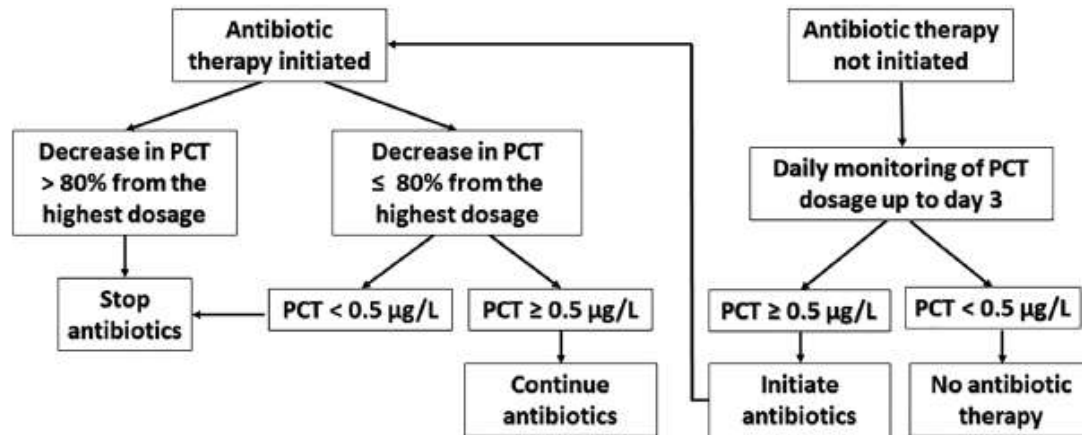 Antibiotic
therapy initiated
Antibiotic therapy
not initiated
Decrease in PCT
> 80% from the
highest dosage
Decrease in PCT
≤ 80% from the
highest dosage
Daily monitoring of PCT
dosage up to day 3
Stop
antibiotics
PCT < 0.5 µg/L
PCT ≥ 0.5 µg/L
PCT ≥ 0.5 µg/L
PCT < 0.5 µg/L
Continue
antibiotics
Initiate
antibiotics
No antibiotic
therapy